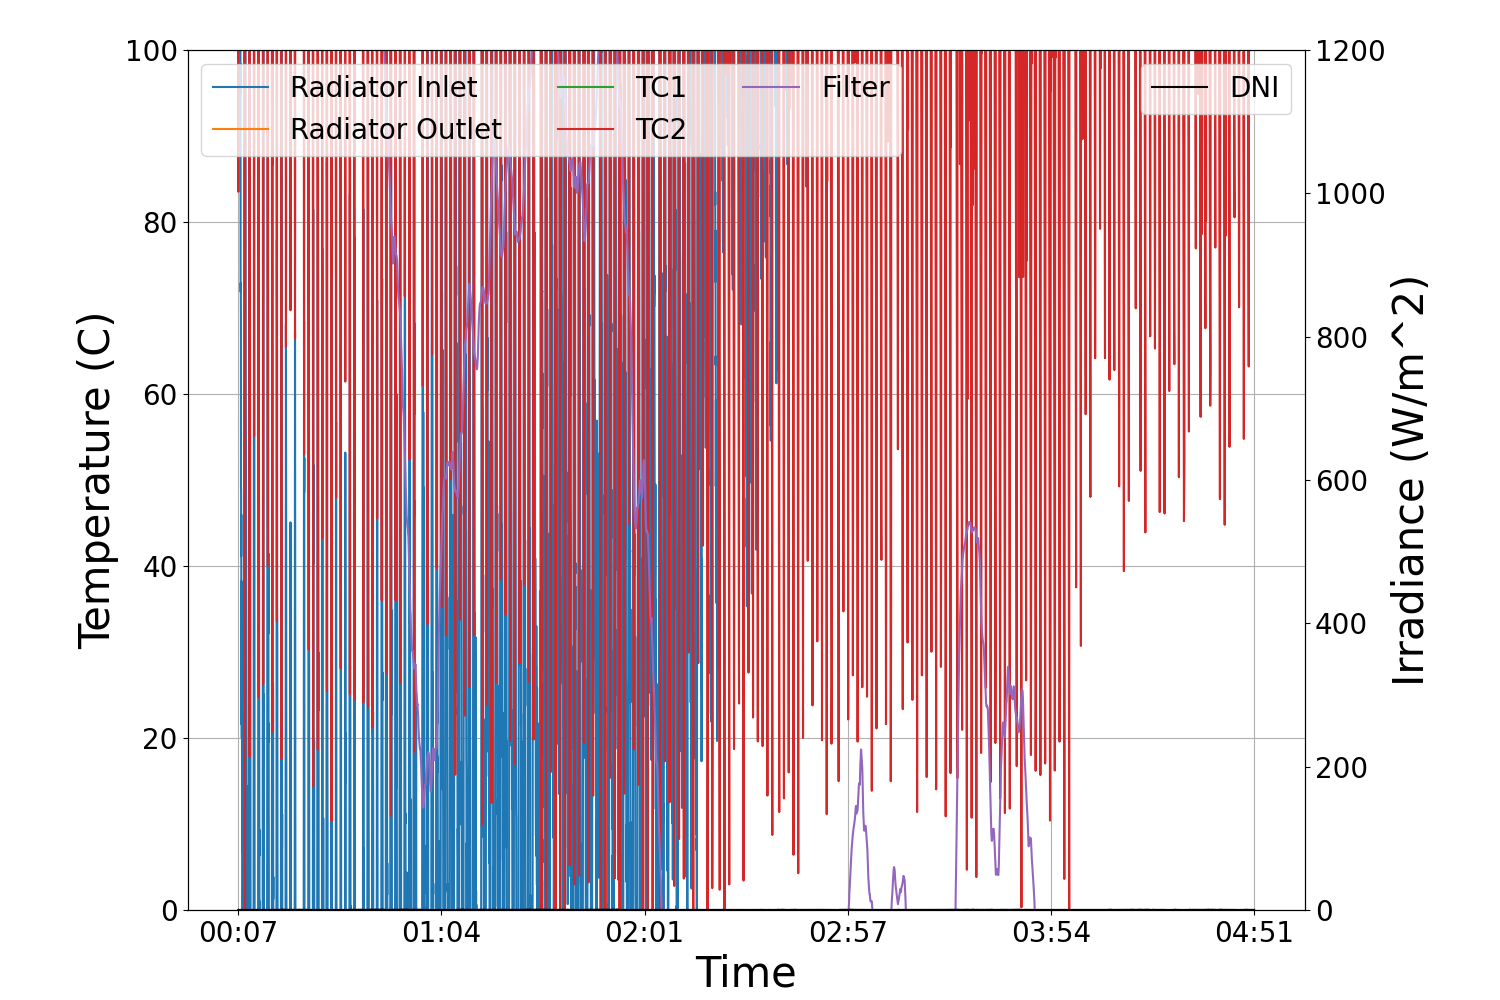 100
80
60
40
20
0
Temperature (C)
Radiator Inlet
Radiator Outlet
TC1
TC2
Filter
DNI
1200
1000
800
600
400
200
0
Irradiance (W/m^2)
00:07
01:04
02:01
02:57
03:54
04:51
Time